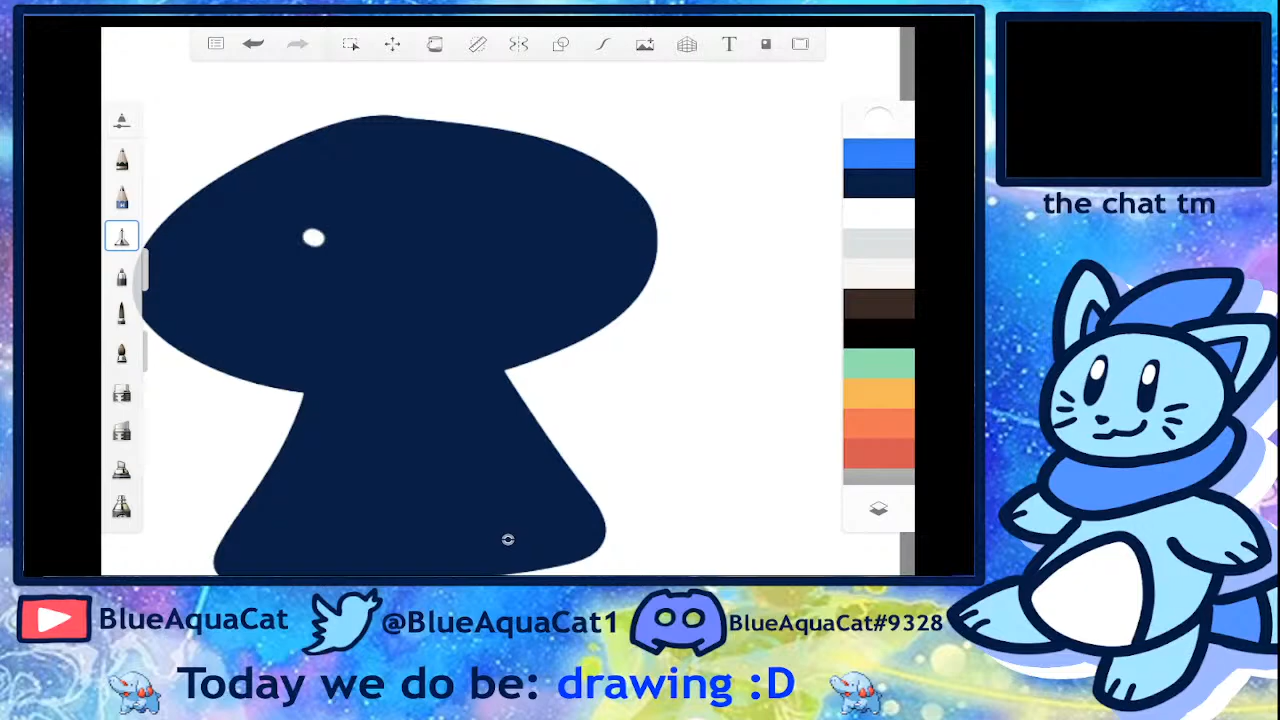 T
the chat tm
BlueAquaCat
@BlueAquaCat1
BlueAquaCat#9328
Today we do be: drawing :D